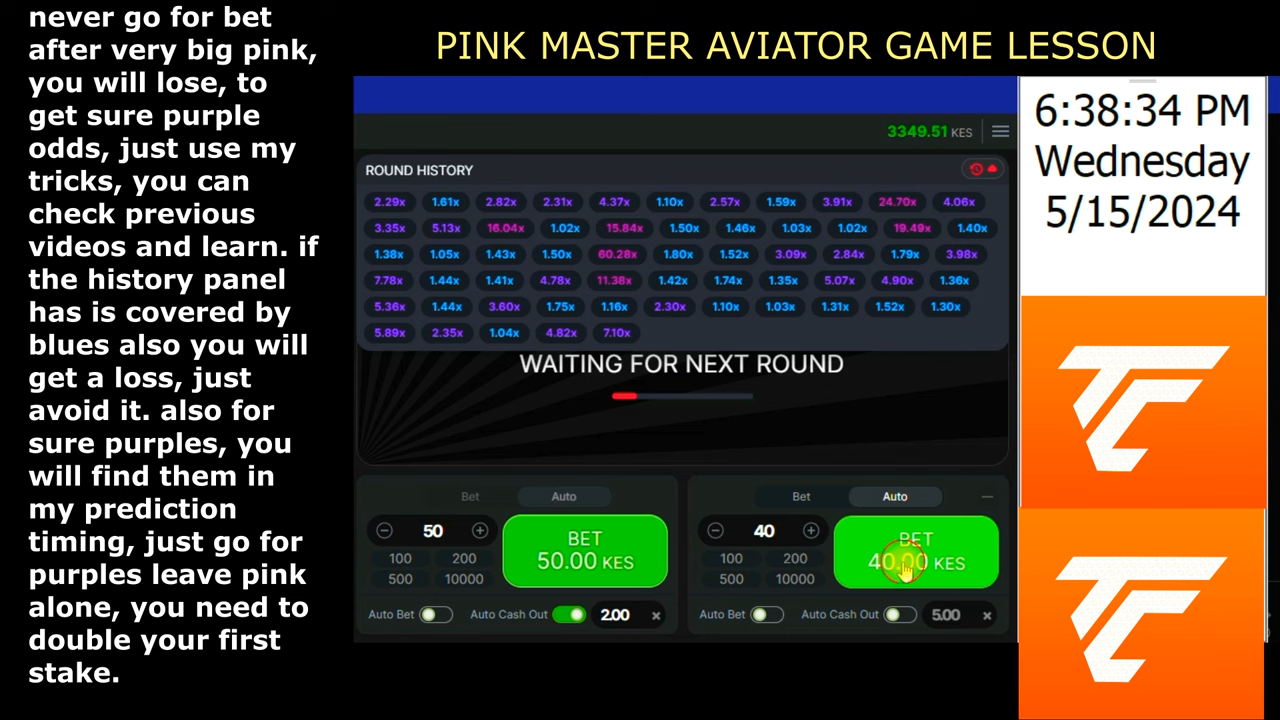 never go for bet
after very big pink,
you will lose, to
get sure purple
odds, just use my
tricks, you can
check previous
videos and learn. if
the history panel
has is covered by
blues also you will
get a loss, just
avoid it. also for
sure purples, you
will find them in
my prediction
timing, just go for
purples leave pink
alone, you need to
double your first
stake.
PINK MASTER AVIATOR GAME LESSON
3349.51 KES
ROUND HISTORY
2.29x 1.61x 2.82x 2.31x 4.37x 1.10x 2.57x 1.59x 3.91x 24.70x 4.06x
3.35x 5.13x 16.04x 1.02x 15.84x 1.50x 1.46x 1.03x 1.02x 19.49x 1.40x
1.38x 1.05x 1.43x 1.50x 60.28x 1.80x 1.52x 3.09x 2.84x 1.79x 3.98x
7.78x 1.44x 1.41x 4.78x 11.38x 1.42x 1.74x 1.35x 5.07x 4.90x 1.36x
5.36x 1.44x 3.60x 1.75x 1.16x 2.30x 1.10x 1.03x 1.31x 1.52x 1.30x
5.89x 2.35x 1.04x 4.82x 7.10x
WAITING FOR NEXT ROUND
Bet Auto
50
100 200
500 10000
BET
50.00 KES
Auto Bet Auto Cash Out 2.00 x
Bet Auto
40
100 200
500 10000
BET
40.00 KES
Auto Bet Auto Cash Out 5.00 x
6:38:34 PM
Wednesday
5/15/2024